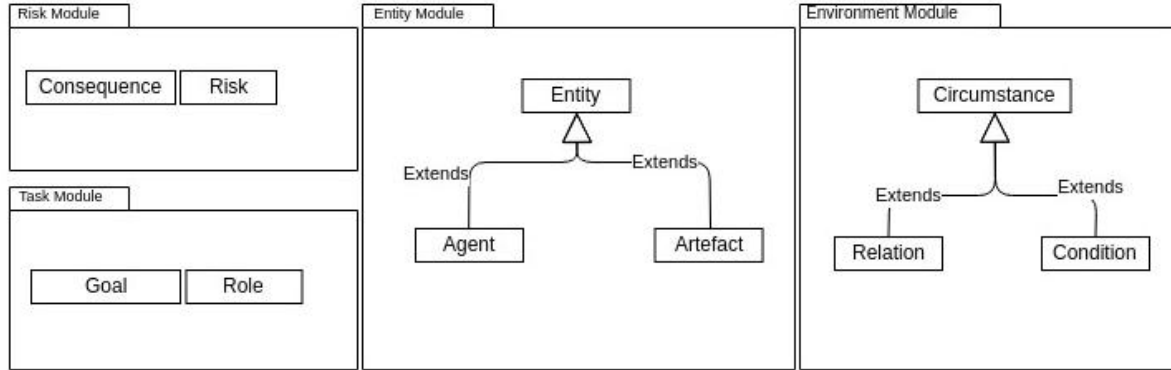 Risk Module
Consequence
Risk
Task Module
Goal
Role
Entity Module
Entity
Extends
Extends
Agent
Artefact
Environment Module
Circumstance
Extends
Extends
Relation
Condition